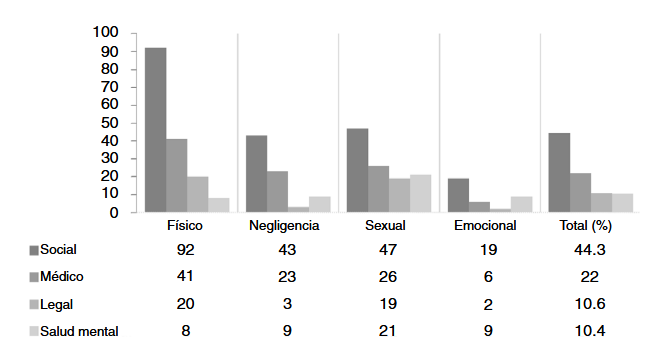 100
90
80
70
60
50
40
30
20
10
0
Físico Negligencia Sexual Emocional Total (%)
Social 92 43 47 19 44.3
Médico 41 23 26 6 22
Legal 20 3 19 2 10.6
Salud mental 8 9 21 9 10.4